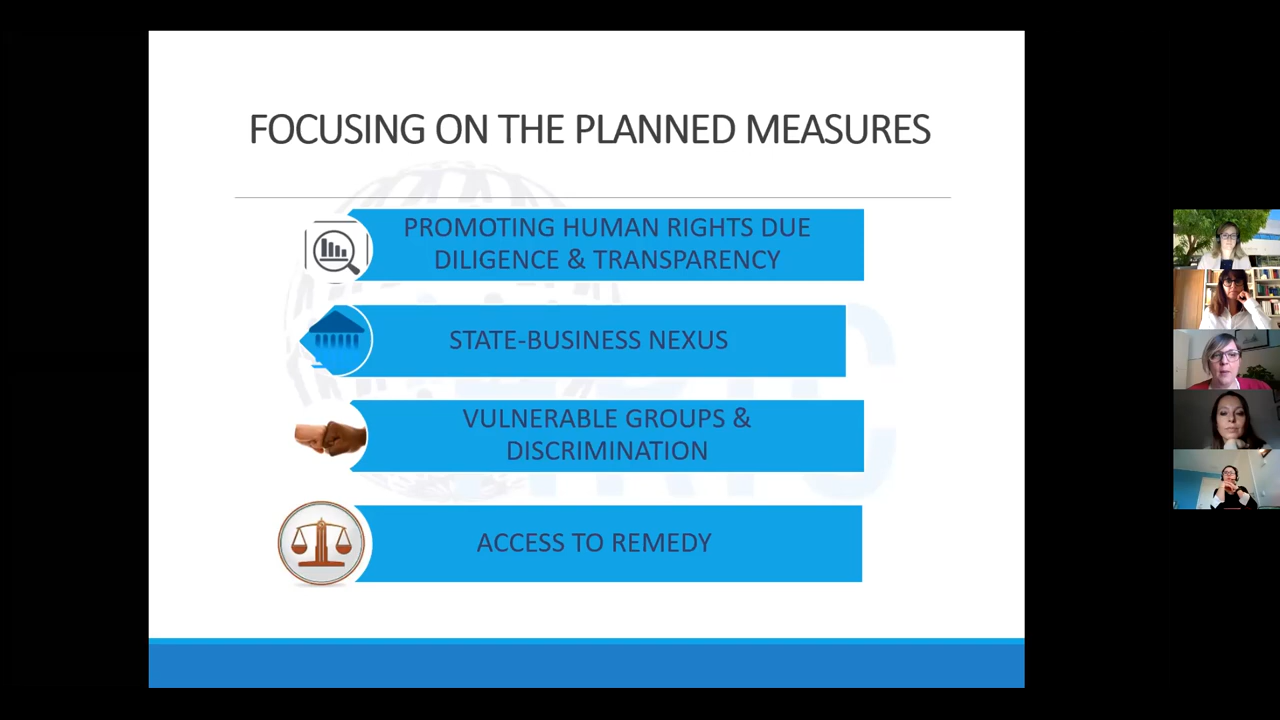 FOCUSING ON THE PLANNED MEASURES
PROMOTING HUMAN RIGHTS DUE
DILIGENCE & TRANSPARENCY
STATE-BUSINESS NEXUS
VULNERABLE GROUPS &
DISCRIMINATION
ACCESS TO REMEDY